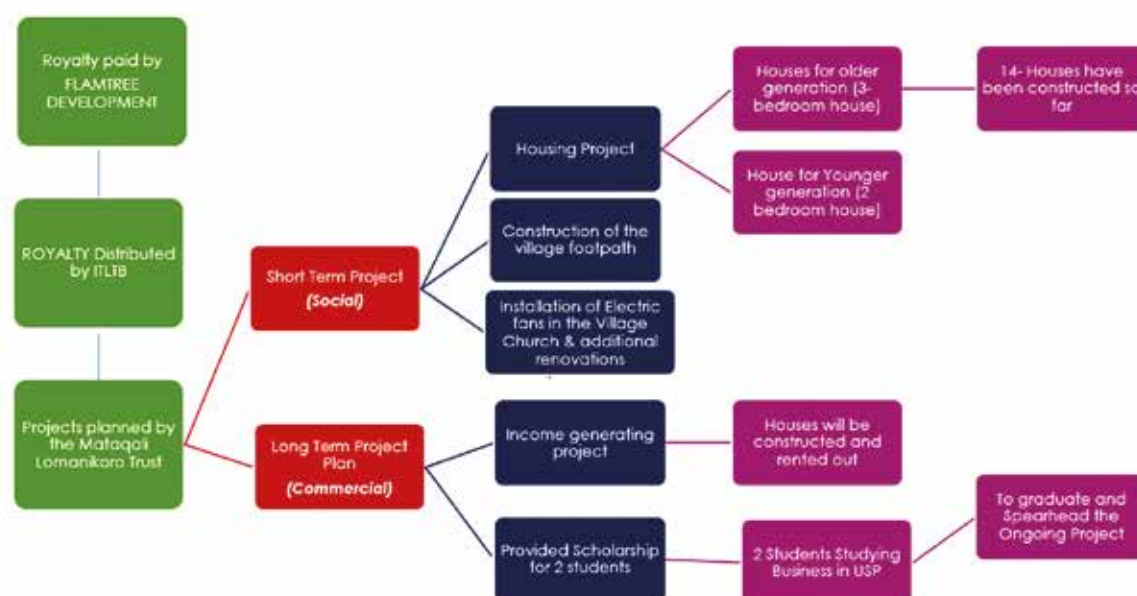 Royalty paid by
FLAMTREE
DEVELOPMENT
ROYALTY Distributed
by ITLTB
Projects planned by
the Mataqali
Lomanikoro Trust
Short Term Project
(Social)
Long Term Project
Plan
(Commercial)
Housing Project
Construction of the
village footpath
Installation of Electric
fans in the Village
Church & additional
renovations
Income generating
project
Provided Scholarship
for 2 students
Houses for older
generation (3-
bedroom house)
House for Younger
generation (2
bedroom house)
Houses will be
constructed and
rented out
2 Students Studying
Business in USP
14- Houses have
been constructed so
far
To graduate and
Spearhead the
Ongoing Project